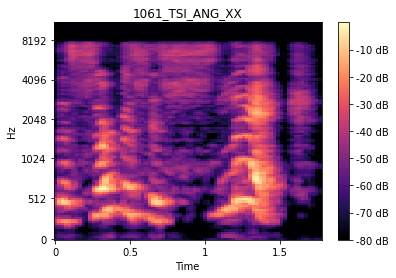 1061_TSI_ANG_XX
8192
4096
2048
1024
512
0
Hz
0
0.5
1
1.5
Time
-10 dB
-20 dB
-30 dB
-40 dB
-50 dB
-60 dB
-70 dB
-80 dB